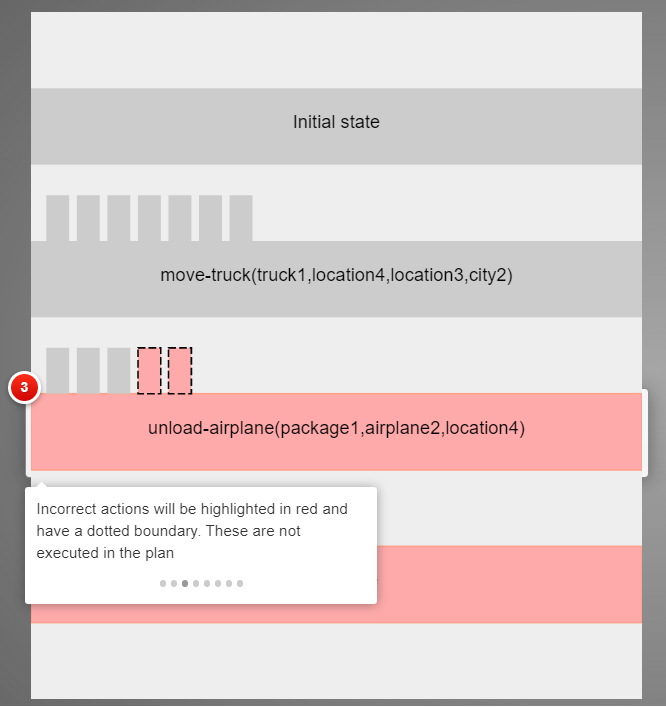 Initial state
move-truck(truck1,location4,location3,city2)
3
unload-airplane(package1,airplane2,location4)
Incorrect actions will be highlighted in red and
have a dotted boundary. These are not
executed in the plan